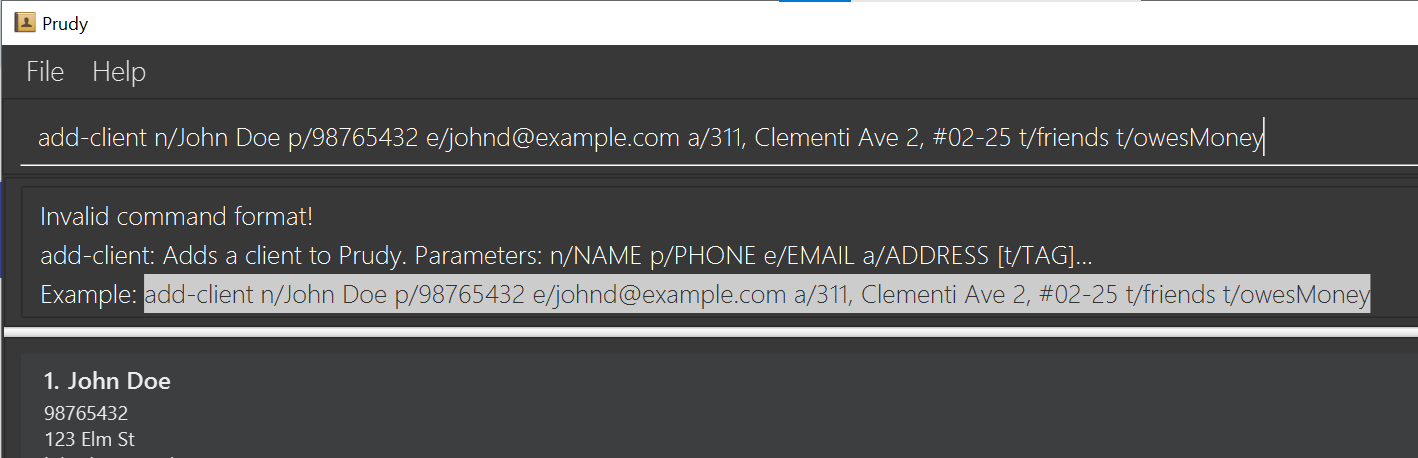 Prudy
File Help
add-client n/John Doe p/98765432 e/johnd@example.com a/311, Clementi Ave 2, #02-25 t/friends t/owesMoney
Invalid command format!
add-client: Adds a client to Prudy. Parameters: n/NAME p/PHONE e/EMAIL a/ADDRESS [t/TAG]...
Example: add-client n/John Doe p/98765432 e/johnd@example.com a/311, Clementi Ave 2, #02-25 t/friends t/owesMoney
1. John Doe
98765432
123 Elm St